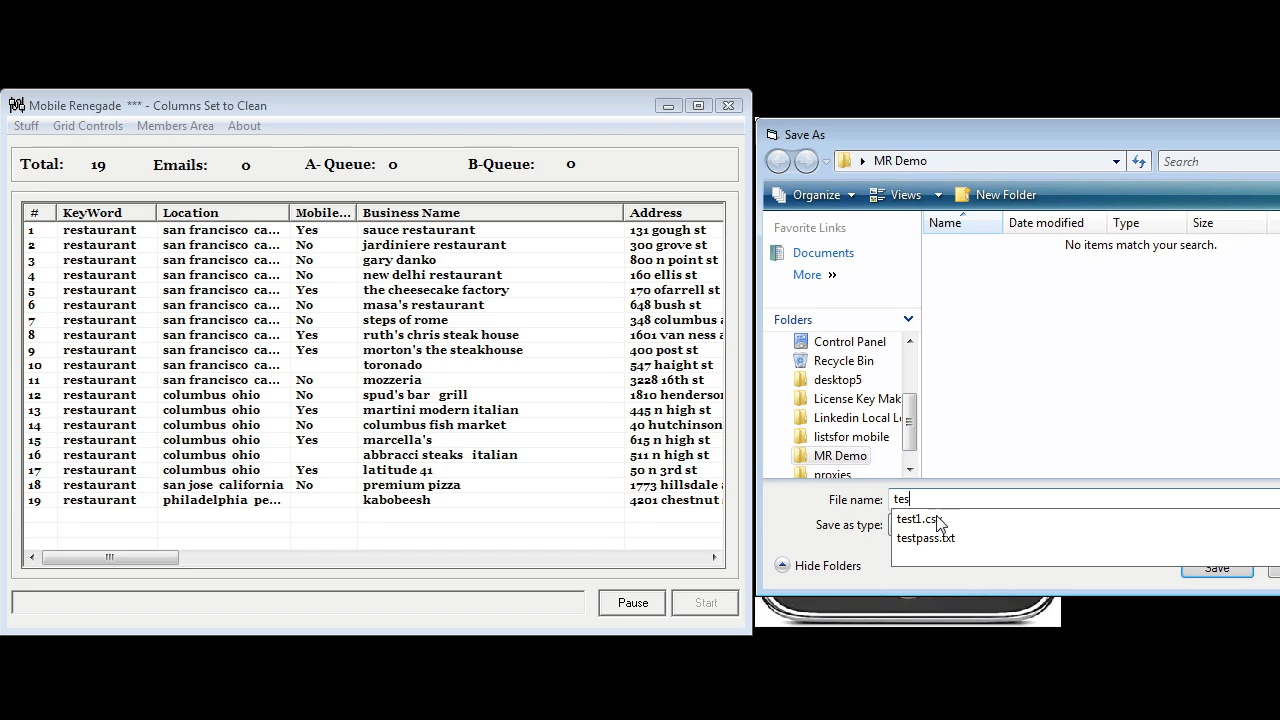 Mobile Renegade *** - Columns Set to Clean
Stuff Grid Controls Members Area About
Total: 19 Emails: 0 A- Queue: 0 B-Queue: 0
# KeyWord Location Mobile... Business Name Address
1 restaurant san francisco ca... Yes sauce restaurant 131 gough st
2 restaurant san francisco ca... No jardiniere restaurant 300 grove st
3 restaurant san francisco ca... No gary danko 800 n point st
4 restaurant san francisco ca... No new delhi restaurant 160 ellis st
5 restaurant san francisco ca... Yes the cheesecake factory 170 ofarrell st
6 restaurant san francisco ca... No masa's restaurant 648 bush st
7 restaurant san francisco ca... No steps of rome 348 columbus
8 restaurant san francisco ca... Yes ruth's chris steak house 1601 van ness
9 restaurant san francisco ca... Yes morton's the steakhouse 400 post st
10 restaurant san francisco ca... toronado 547 haight st
11 restaurant san francisco ca... No mozzeria 3228 16th st
12 restaurant columbus ohio No spud's bar grill 1810 henderson
13 restaurant columbus ohio Yes martini modern italian 445 n high st
14 restaurant columbus ohio No columbus fish market 40 hutchinson
15 restaurant columbus ohio Yes marcella's 615 n high st
16 restaurant columbus ohio abbracci steaks italian 511 n high st
17 restaurant columbus ohio Yes latitude 41 50 n 3rd st
18 restaurant san jose california No premium pizza 1773 hillsdale
19 restaurant philadelphia pe... kabobeesh 4201 chestnut
Pause Start
Save As
MR Demo Search
Organize Views New Folder
Favorite Links
Documents
More »
Folders
Control Panel
Recycle Bin
desktop5
License Key Mak
Linkedin Local L
listsfor mobile
MR Demo
proxies
Name Date modified Type Size
No items match your search.
File name: tes
test1.csv
testpass.txt
Save as type:
Hide Folders
Save